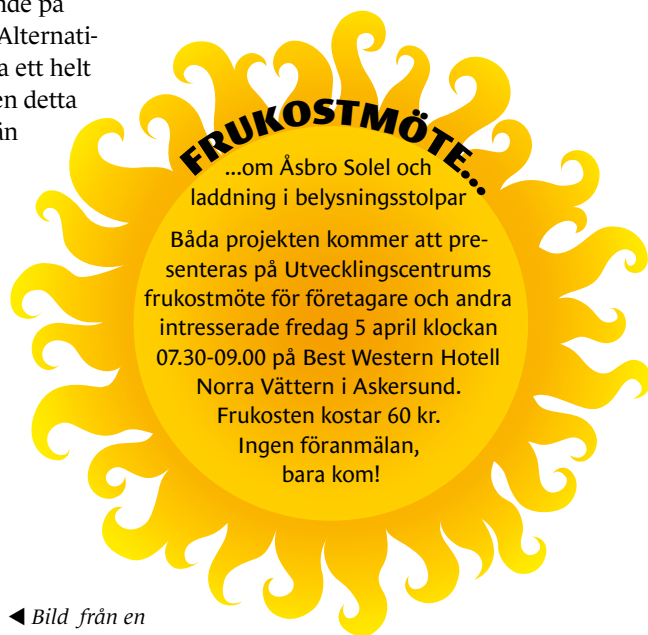 nde på
Alternati-
a ett helt
en detta
än
FRUKOSTMÖTE...
...om Åsbro Solel och
laddning i belysningsstolpar
Båda projekten kommer att pre-
senteras på Utvecklingscentrums
frukostmöte för företagare och andra
intresserade fredag 5 april klockan
07.30-09.00 på Best Western Hotell
Norra Vättern i Askersund.
Frukosten kostar 60 kr.
Ingen föranmälan,
bara kom!
◀ Bild från en